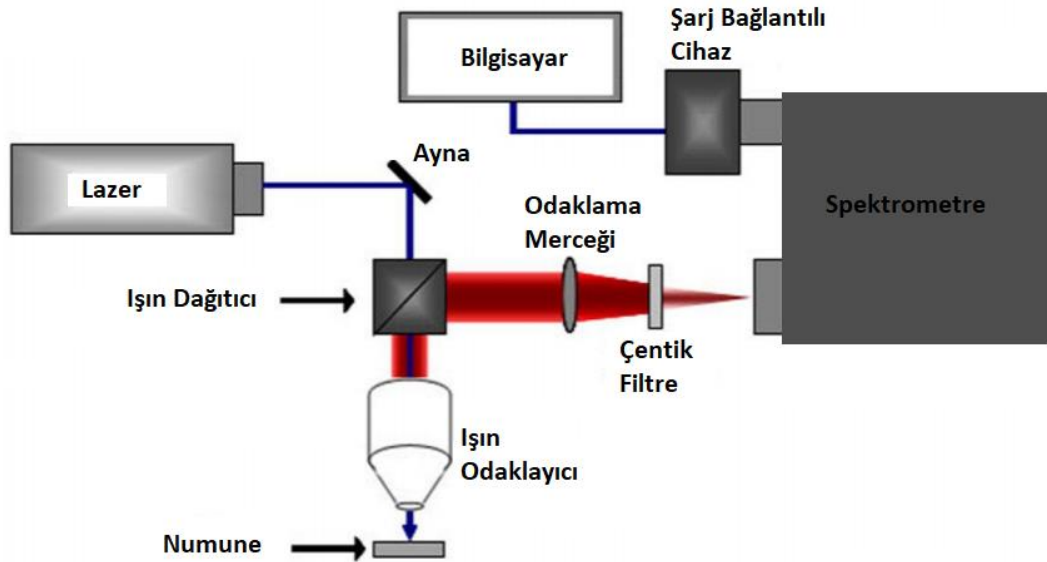 Şarj Bağlantılı
Cihaz
Bilgisayar
Ayna
Lazer
Odaklama
Merceği
Spektrometre
Işın Dağıtıcı
Çentik
Filtre
Işın
Odaklayıcı
Numune